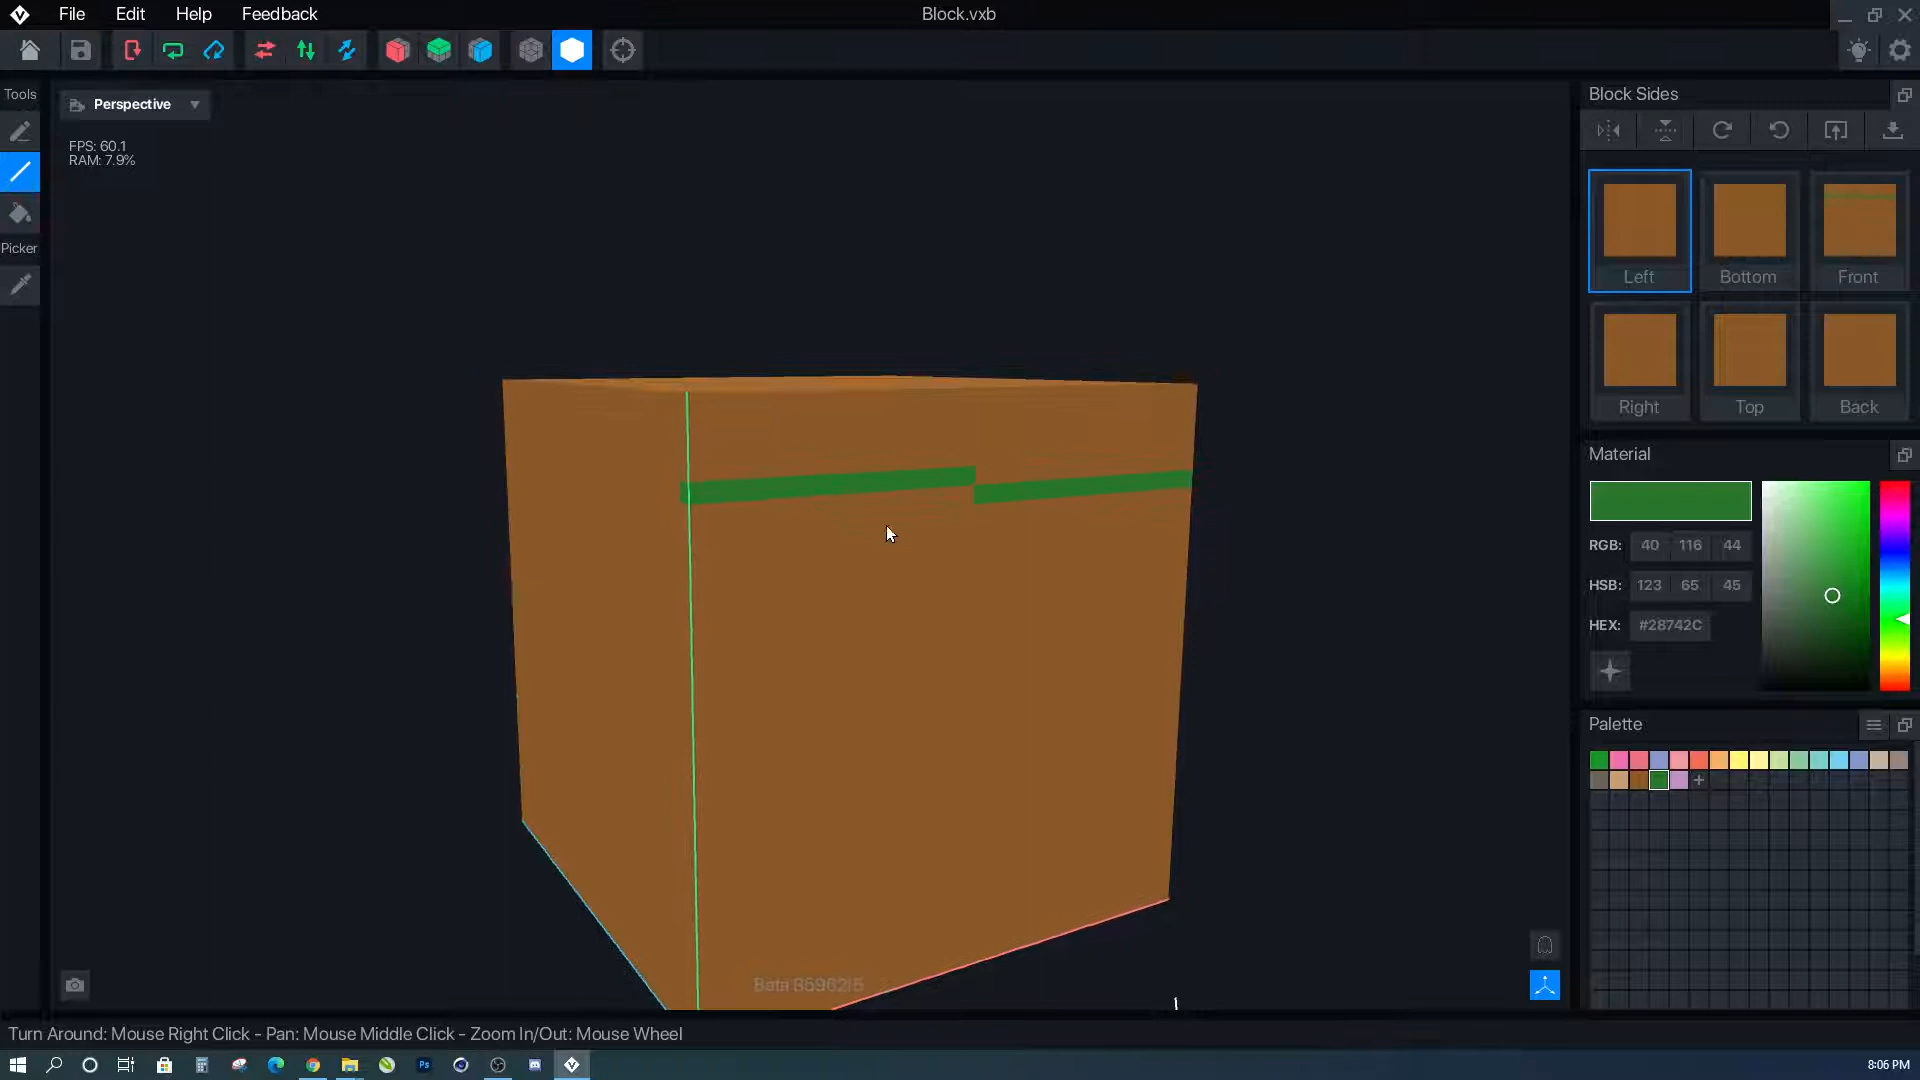 File Edit Help Feedback Block.vxb
Tools
Perspective
FPS: 60.1
RAM: 7.9%
Picker
Block Sides
Left Bottom Front
Right Top Back
Material
RGB: 40 116 44
HSB: 123 65 45
HEX: #28742C
Palette
Turn Around: Mouse Right Click - Pan: Mouse Middle Click - Zoom In/Out: Mouse Wheel
Ps
8:06 PM